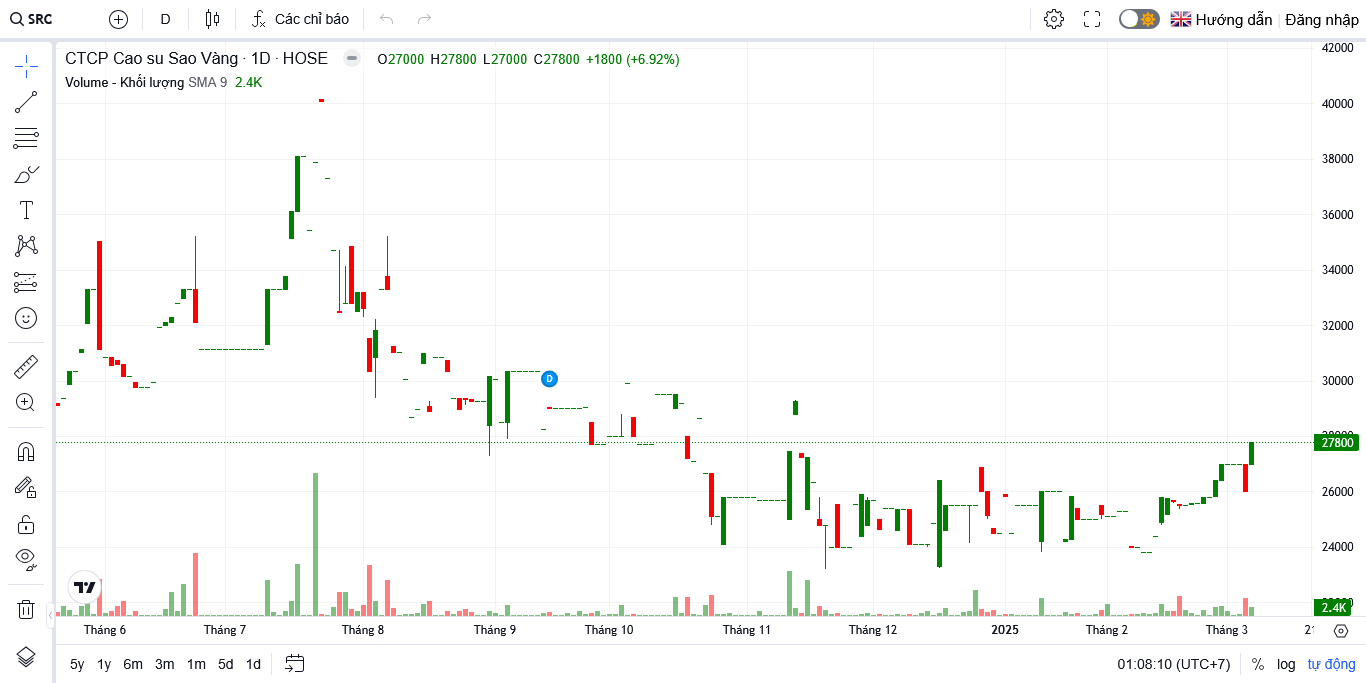 SRC D Các chỉ báo Hướng dẫn Đăng nhập
CTCP Cao su Sao Vàng · 1D · HOSE O27000 H27800 L27000 C27800 +1800 (+6.92%)
Volume - Khối lượng SMA 9 2.4K
42000
40000
38000
36000
34000
32000
30000
D
27800
26000
24000
2.4K
Tháng 6 Tháng 7 Tháng 8 Tháng 9 Tháng 10 Tháng 11 Tháng 12 2025 Tháng 2 Tháng 3
5y 1y 6m 3m 1m 5d 1d 01:08:10 (UTC+7) % log tự động